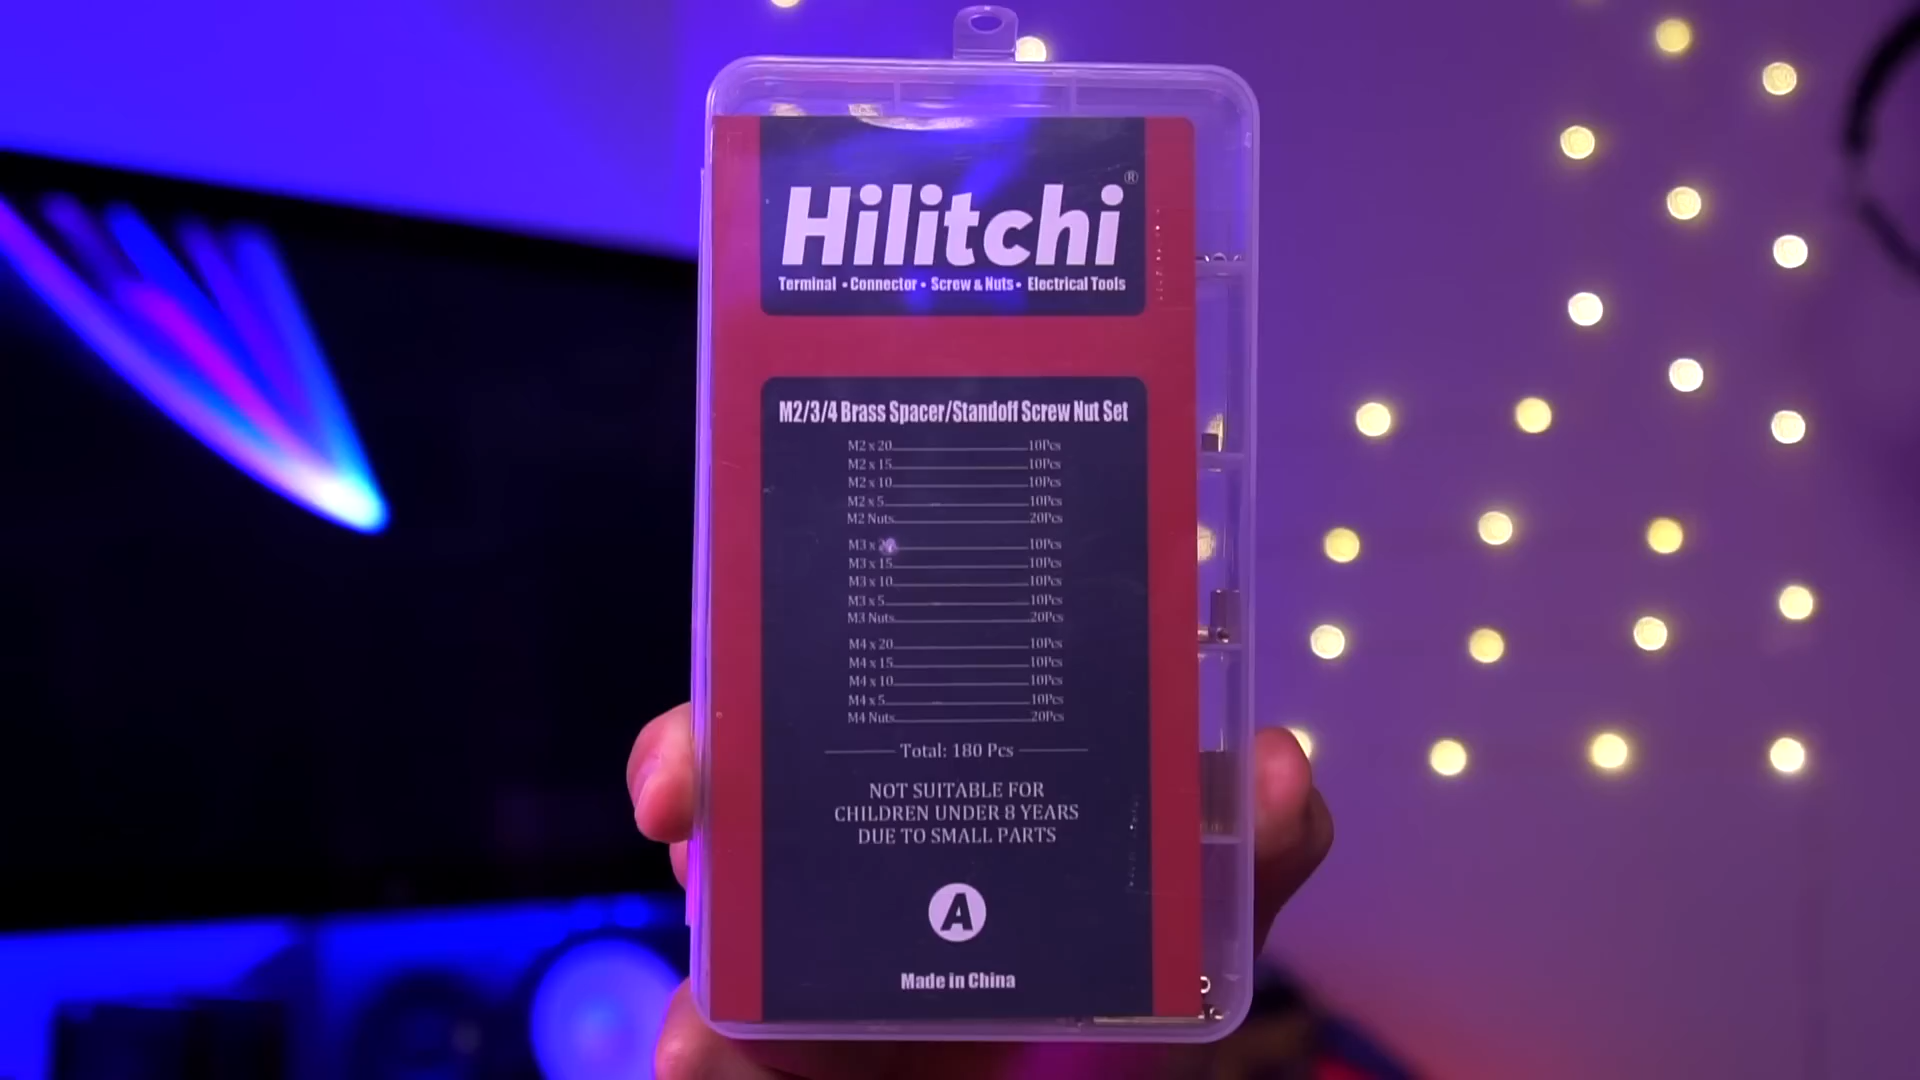 Hilitchi®
Terminal • Connector • Screw & Nuts • Electrical Tools
M2/3/4 Brass Spacer/Standoff Screw Nut Set
M2 x 20 10Pcs
M2 x 15 10Pcs
M2 x 10 10Pcs
M2 x 5 10Pcs
M2 Nuts 20Pcs
M3 x 10Pcs
M3 x 15 10Pcs
M3 x 10 10Pcs
M3 x 5 10Pcs
M3 Nuts 20Pcs
M4 x 20 10Pcs
M4 x 15 10Pcs
M4 x 10 10Pcs
M4 x 5 10Pcs
M4 Nuts 20Pcs
Total: 180 Pcs
NOT SUITABLE FOR
CHILDREN UNDER 8 YEARS
DUE TO SMALL PARTS
A
Made in China